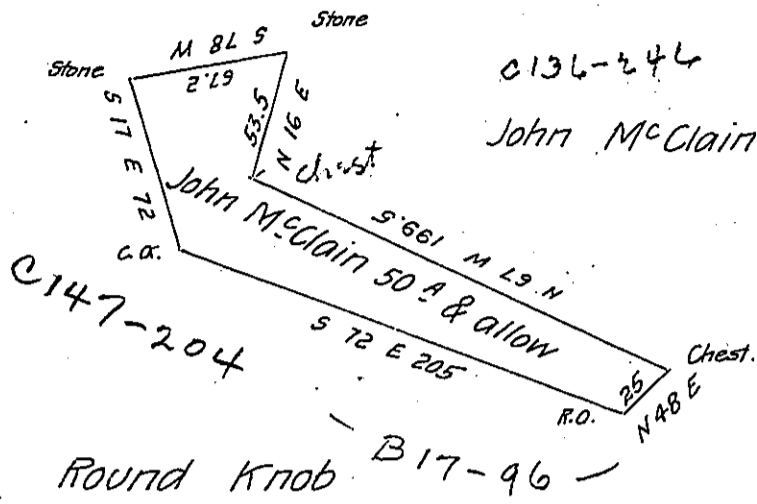 Stone
Stone
S 78 W
67.2
C136-246
John McClain
S 17 E 72
53.5
N 16 E
Chest
John McClain 50 A & allow
N 67 W 199.5
C.O.
C147-204
S 72 E 205
Chest.
25
N 48 E
R.O.
B17-96
Round Knob